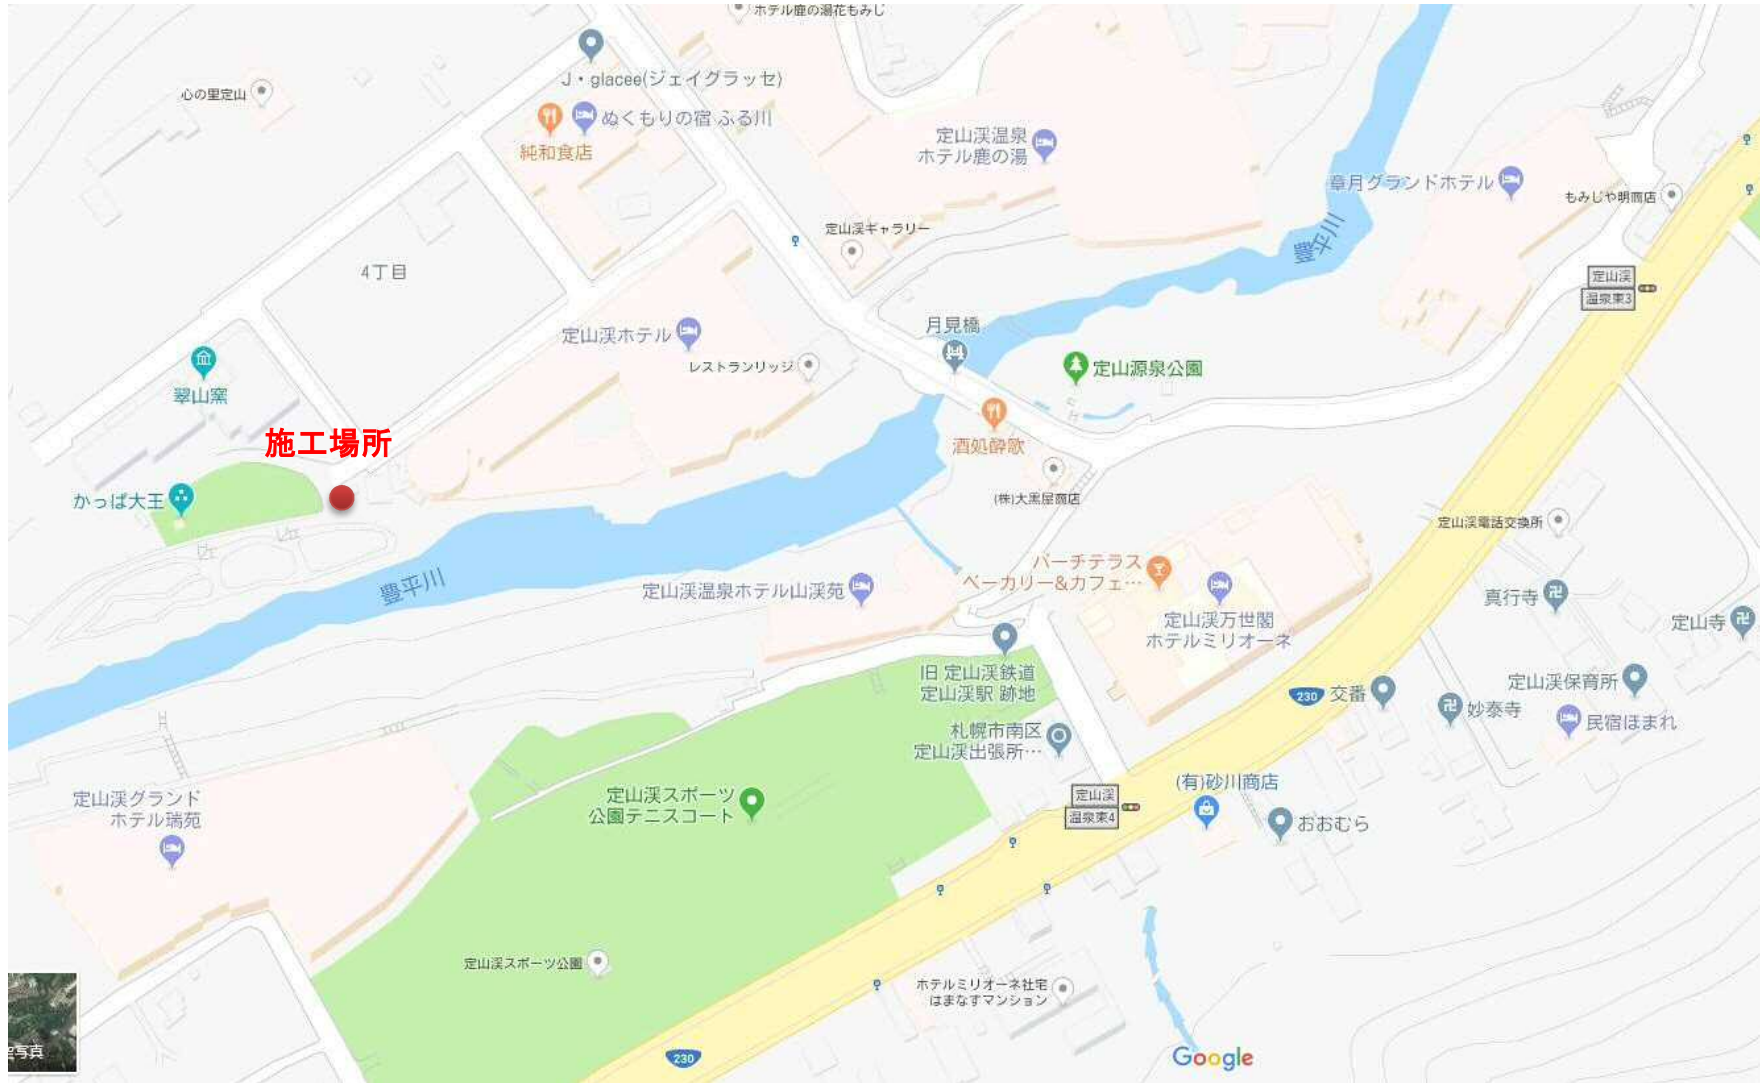 ホテル鹿の湯花もみじ
J・glacee(ジェイグラッセ)
心の里定山
ぬくもりの宿 ふる川
純和食店
定山渓温泉
ホテル鹿の湯
章月グランドホテル
もみじや明商店
定山渓ギャラリー
豊平川
4丁目
定山渓
温泉東3
定山渓ホテル
月見橋
レストランリッジ
定山源泉公園
翠山窯
施工場所
酒処酔歌
かっぱ大王
(株)大黒屋商店
定山渓電話交換所
バーチテラス
ベーカリー&カフェ…
豊平川
定山渓温泉ホテル山渓苑
定山渓万世閣
ホテルミリオーネ
真行寺
定山寺
旧 定山渓鉄道
定山渓駅 跡地
230
交番
妙泰寺
定山渓保育所
民宿ほまれ
札幌市南区
定山渓出張所…
定山渓グランド
ホテル瑞苑
定山渓スポーツ
公園テニスコート
定山渓
温泉東4
(有)砂川商店
おおむら
定山渓スポーツ公園
ホテルミリオーネ社宅
はまなすマンション
230
Google
写真